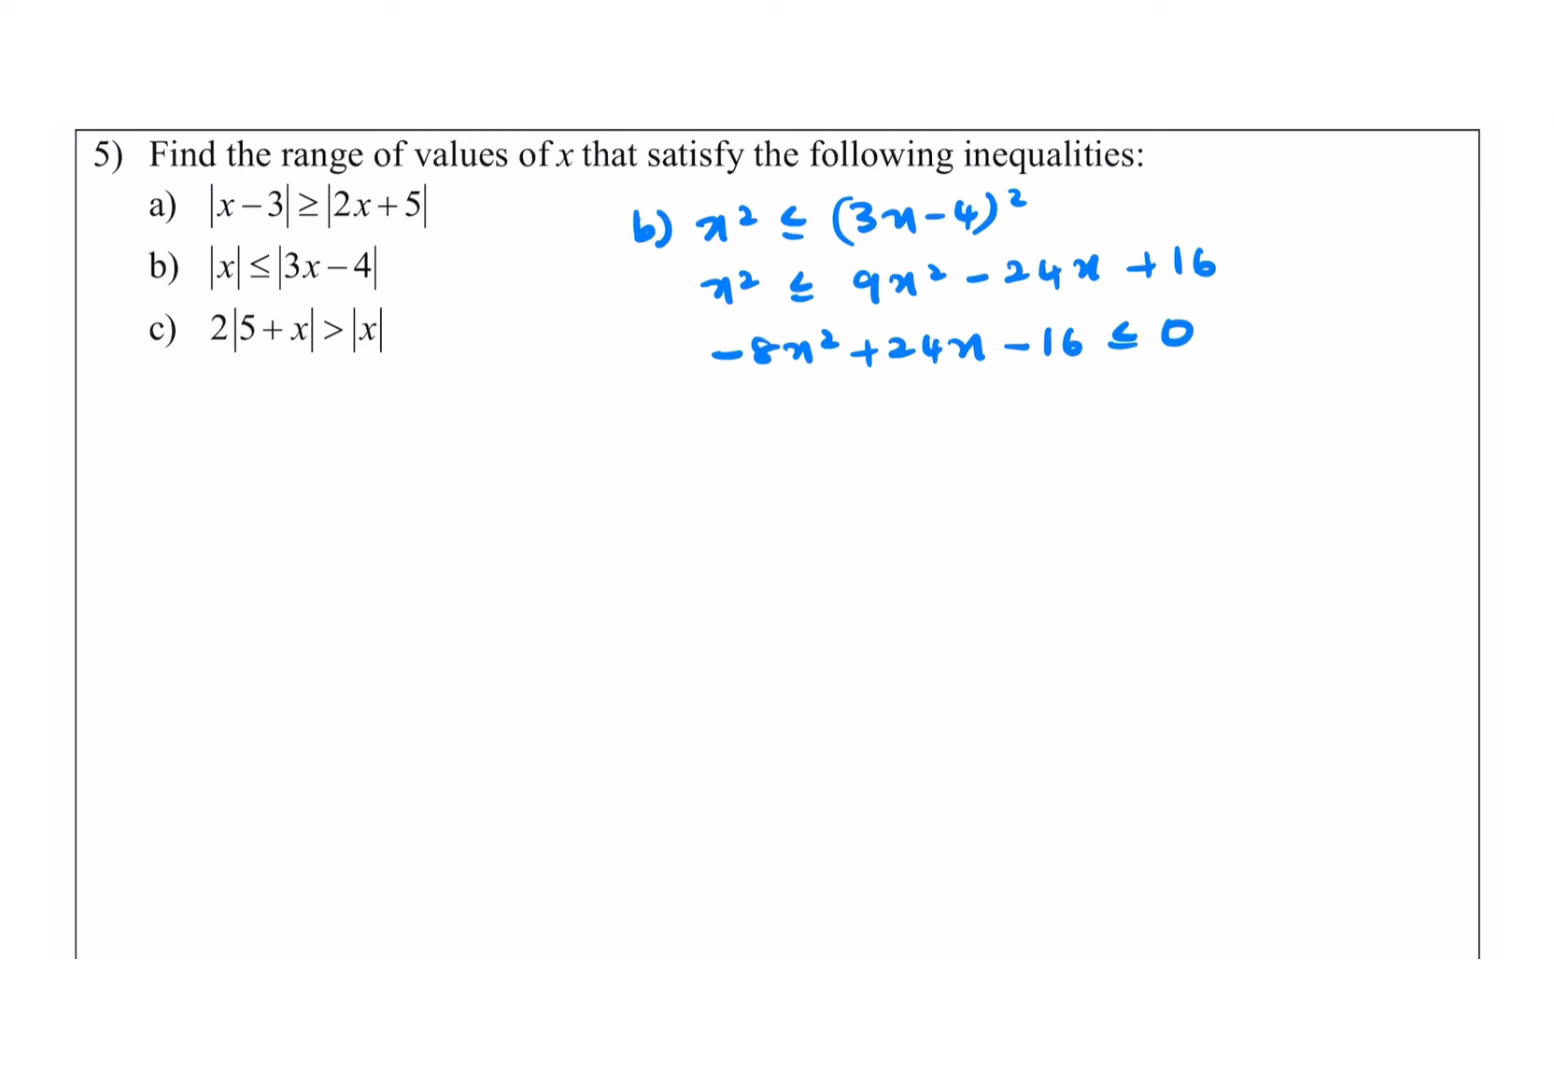 5) Find the range of values of x that satisfy the following inequalities:
a) |x−3| ≥ |2x+5|
b) |x| ≤ |3x−4|
c) 2|5+x| > |x|
b) x² ≤ (3x−4)²
x² ≤ 9x² − 24x + 16
−8x² + 24x − 16 ≤ 0